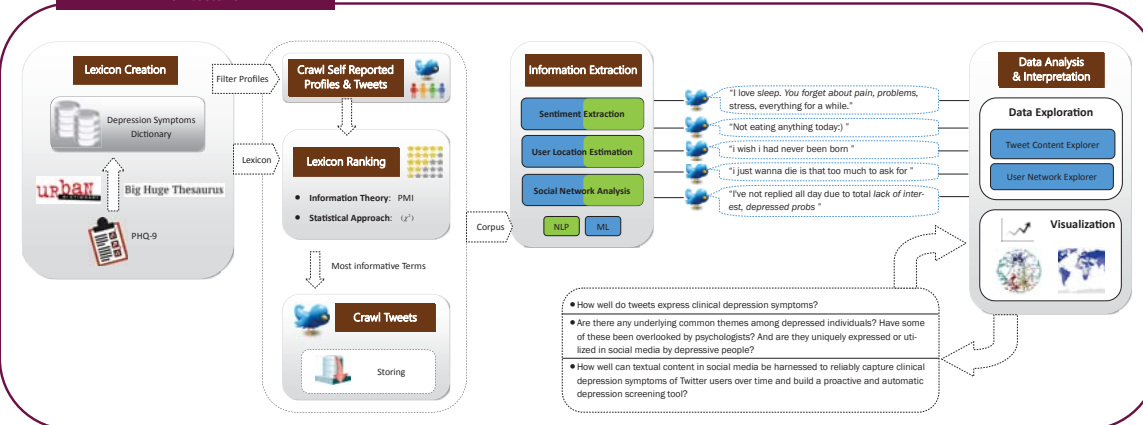 Lexicon Creation
Depression Symptoms
Dictionary
URBAN
Big Huge Thesaurus
PHQ-9
Filter Profiles
Lexicon
Crawl Self Reported
Profiles & Tweets
Lexicon Ranking
• Information Theory: PMI
• Statistical Approach: (χ²)
Most informative Terms
Crawl Tweets
Storing
Corpus
Information Extraction
Sentiment Extraction
User Location Estimation
Social Network Analysis
NLP
ML
“I love sleep. You forget about pain, problems,
stress, everything for a while.”
“Not eating anything today:) ”
“i wish i had never been born ”
“i just wanna die is that too much to ask for ”
“I've not replied all day due to total lack of inter-
est, depressed probs ”
• How well do tweets express clinical depression symptoms?
• Are there any underlying common themes among depressed individuals? Have some
of these been overlooked by psychologists? And are they uniquely expressed or uti-
lized in social media by depressive people?
• How well can textual content in social media be harnessed to reliably capture clinical
depression symptoms of Twitter users over time and build a proactive and automatic
depression screening tool?
Data Analysis
& Interpretation
Data Exploration
Tweet Content Explorer
User Network Explorer
Visualization